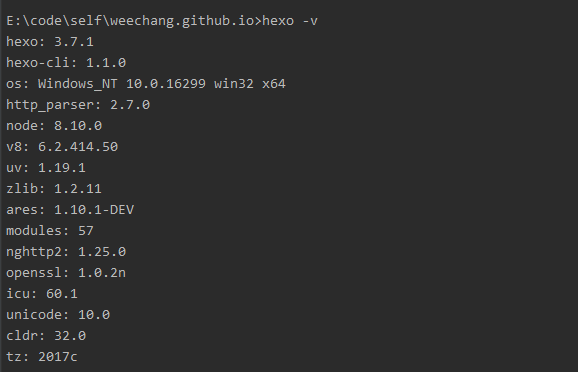 E:\code\self\weechang.github.io>hexo -v
hexo: 3.7.1
hexo-cli: 1.1.0
os: Windows_NT 10.0.16299 win32 x64
http_parser: 2.7.0
node: 8.10.0
v8: 6.2.414.50
uv: 1.19.1
zlib: 1.2.11
ares: 1.10.1-DEV
modules: 57
nghttp2: 1.25.0
openssl: 1.0.2n
icu: 60.1
unicode: 10.0
cldr: 32.0
tz: 2017c